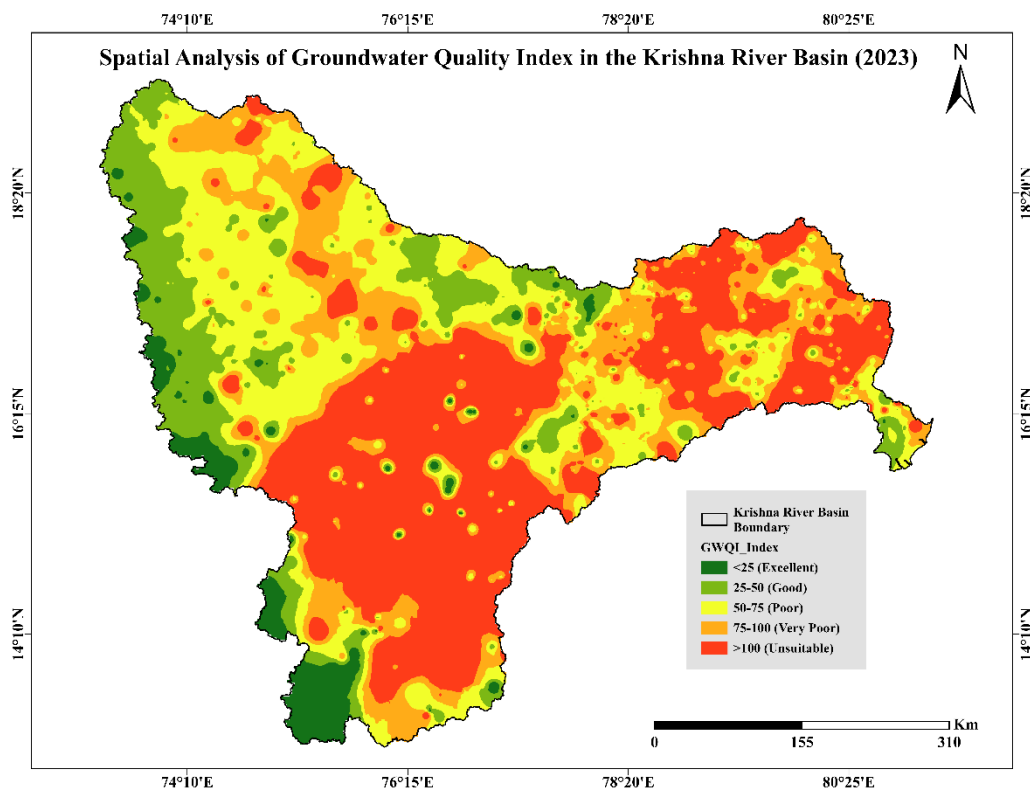 74°10'E 76°15'E 78°20'E 80°25'E
Spatial Analysis of Groundwater Quality Index in the Krishna River Basin (2023)
N
18°20'N 18°20'N
16°15'N 16°15'N
14°10'N 14°10'N
Krishna River Basin
Boundary
GWQI_Index
<25 (Excellent)
25-50 (Good)
50-75 (Poor)
75-100 (Very Poor)
>100 (Unsuitable)
Km
0 155 310
74°10'E 76°15'E 78°20'E 80°25'E